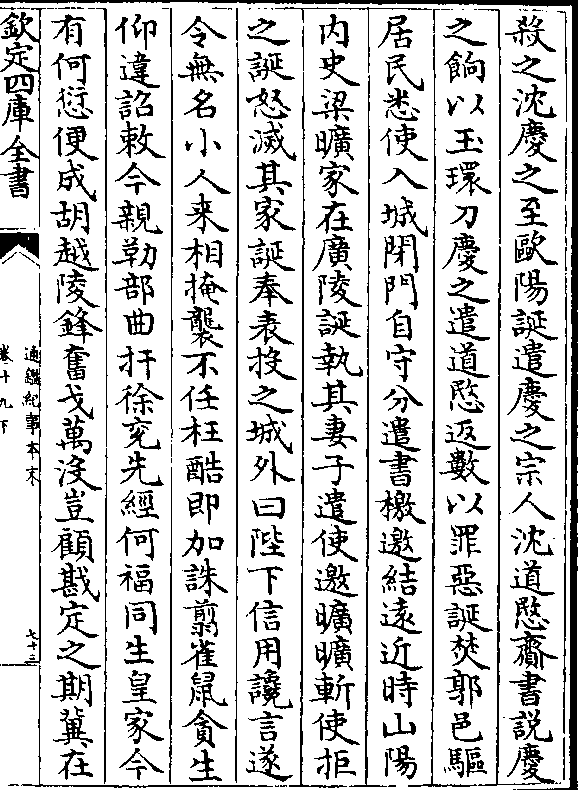 殺之沈慶之至歐陽誕遣慶之宗人沈道愍齎書説慶
之餉以玉環刀慶之遣道愍返數以罪惡誕焚郭邑驅
居民悉使入城閉門自守分遣書檄邀結遠近時山陽
内史梁曠家在廣陵誕執其妻子遣使邀曠曠斬使拒
之誕怒滅其家誕奉表投之城外曰陛下信用讒言遂
令無名小人來相掩襲不任枉酷即加誅翦雀鼠貪生
仰違詔敕今親勒部曲扞徐兖先經何福同生皇家今
有何愆便成胡越陵鋒奮戈萬沒豈顧戡定之期冀在
欽定四庫全書
通鑑紀事本末
卷十九下
七十三